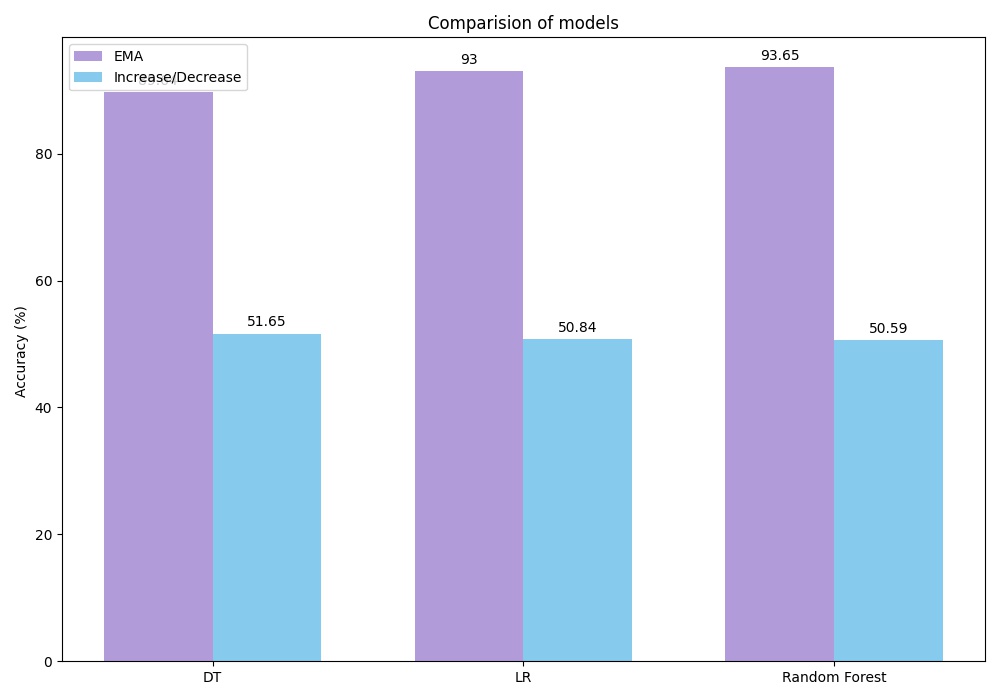 Comparision of models
EMA
Increase/Decrease
93
93.65
51.65
50.84
50.59
Accuracy (%)
80
60
40
20
0
DT
LR
Random Forest